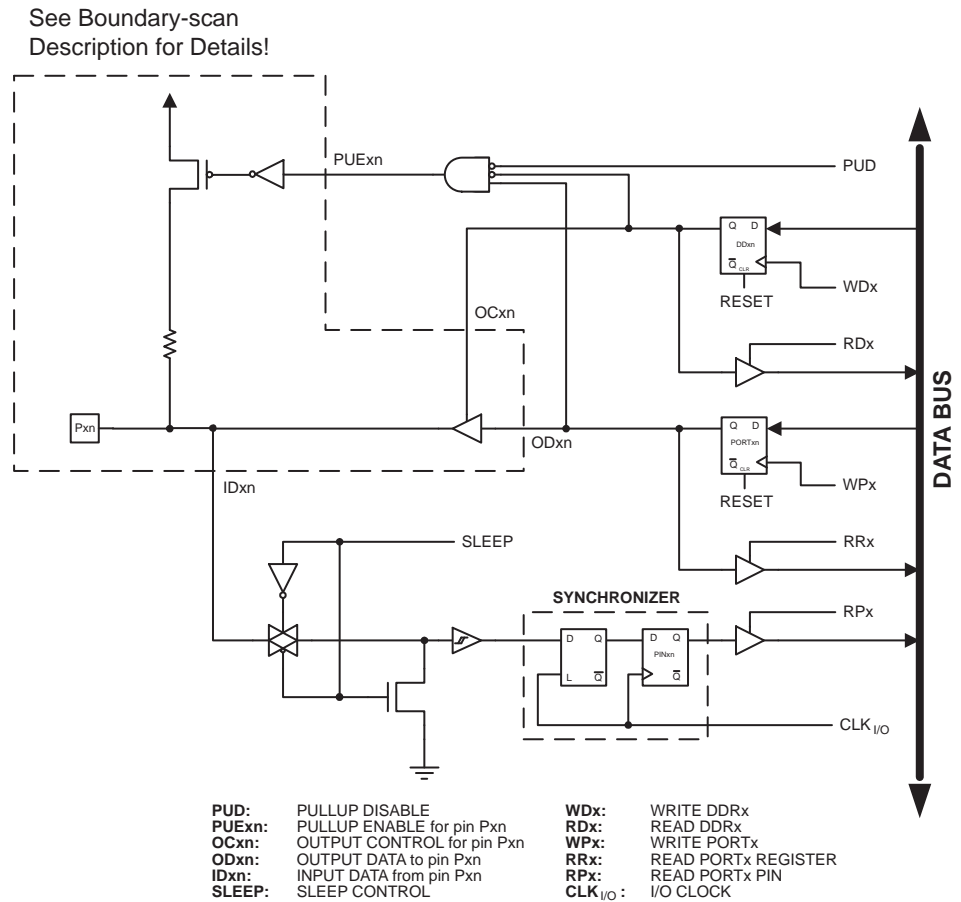 See Boundary-scan
Description for Details!
PUExn
PUD
Q D
DDxn
Q CLR
WDx
RESET
OCxn
RDx
Pxn
ODxn
Q D
PORTxn
Q CLR
WPx
RESET
IDxn
SLEEP
RRx
SYNCHRONIZER
RPx
D Q
L Q
D Q
PINxn
Q
CLK I/O
DATA BUS
PUD: PULLUP DISABLE
PUExn: PULLUP ENABLE for pin Pxn
OCxn: OUTPUT CONTROL for pin Pxn
ODxn: OUTPUT DATA to pin Pxn
IDxn: INPUT DATA from pin Pxn
SLEEP: SLEEP CONTROL
WDx: WRITE DDRx
RDx: READ DDRx
WPx: WRITE PORTx
RRx: READ PORTx REGISTER
RPx: READ PORTx PIN
CLK I/O : I/O CLOCK